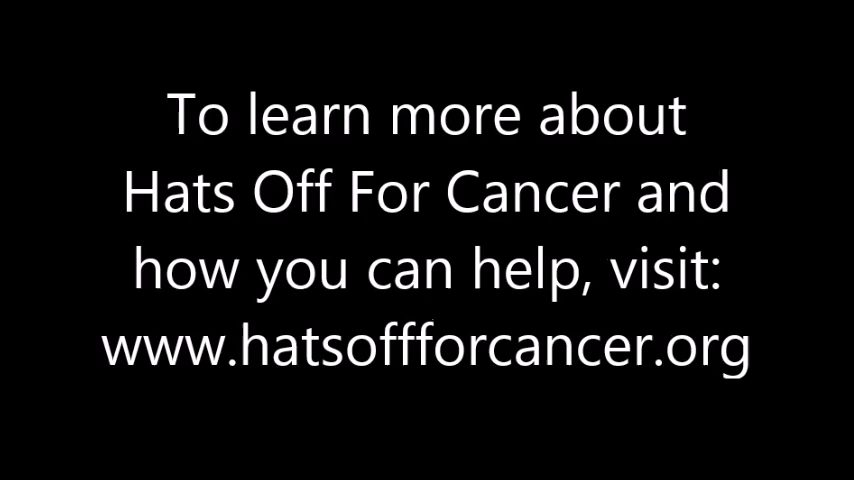 To learn more about
Hats Off For Cancer and
how you can help, visit:
www.hatsoffforcancer.org